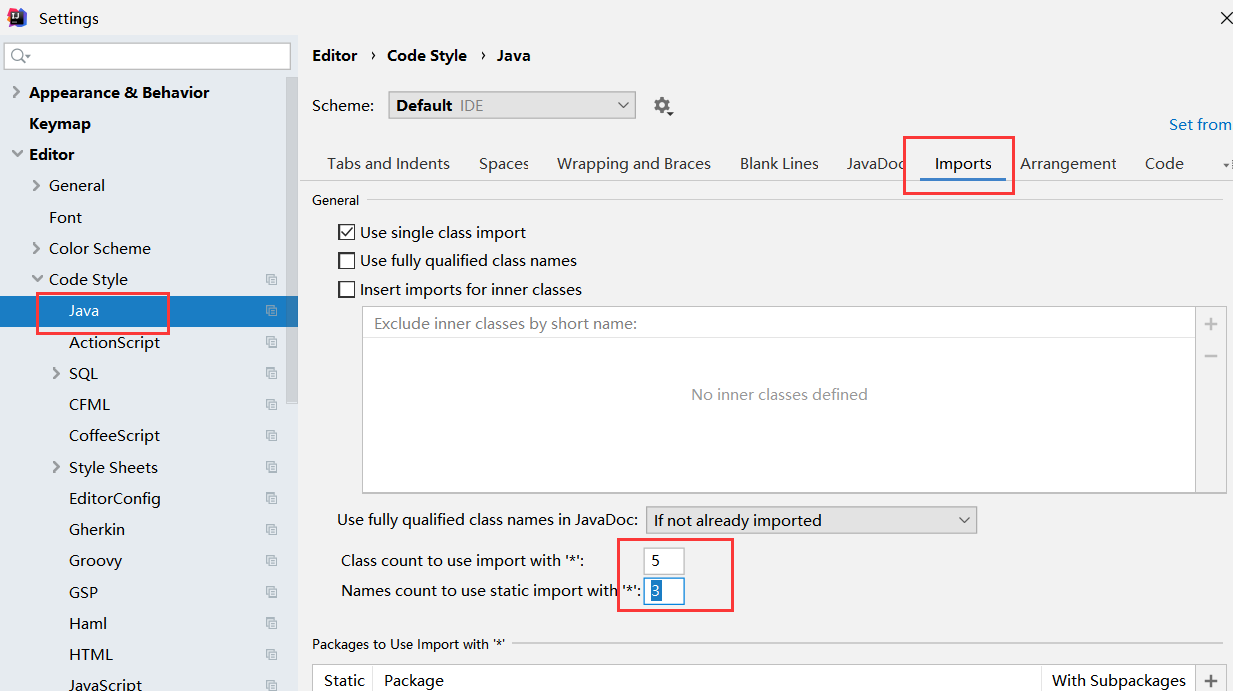 Settings
Appearance & Behavior
Keymap
Editor
General
Font
Color Scheme
Code Style
Java
ActionScript
SQL
CFML
CoffeeScript
Style Sheets
EditorConfig
Gherkin
Groovy
GSP
Haml
HTML
JavaScript
Editor › Code Style › Java
Scheme: Default IDE
Set from
Tabs and Indents Spaces Wrapping and Braces Blank Lines JavaDoc Imports Arrangement Code
General
Use single class import
Use fully qualified class names
Insert imports for inner classes
Exclude inner classes by short name:
No inner classes defined
Use fully qualified class names in JavaDoc: If not already imported
Class count to use import with '*': 5
Names count to use static import with '*': 3
Packages to Use Import with '*'
Static Package With Subpackages